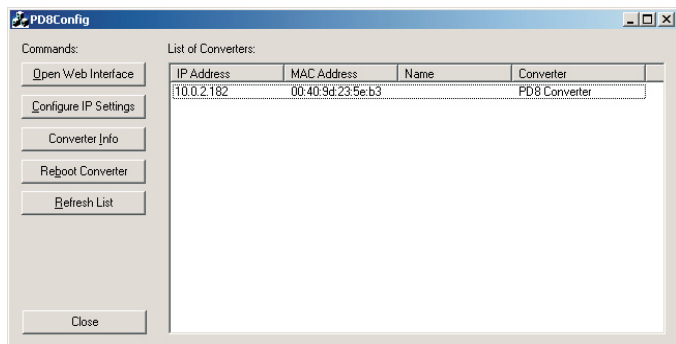 PD8Config
Commands:
List of Converters:
Open Web Interface
Configure IP Settings
Converter Info
Reboot Converter
Refresh List
Close
IP Address MAC Address Name Converter
10.0.2.182 00:40:9d:23:5e:b3 PD8 Converter